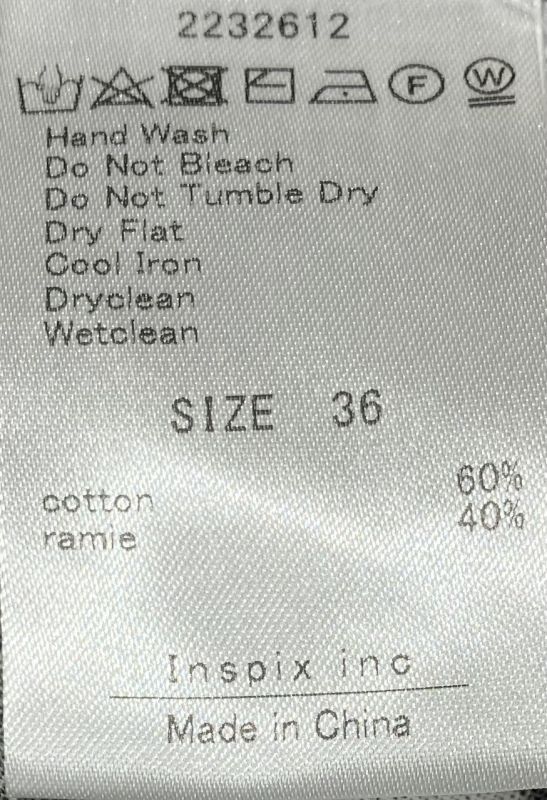 2232612
F W
Hand Wash
Do Not Bleach
Do Not Tumble Dry
Dry Flat
Cool Iron
Dryclean
Wetclean
SIZE 36
cotton 60%
ramie 40%
Inspix inc
Made in China